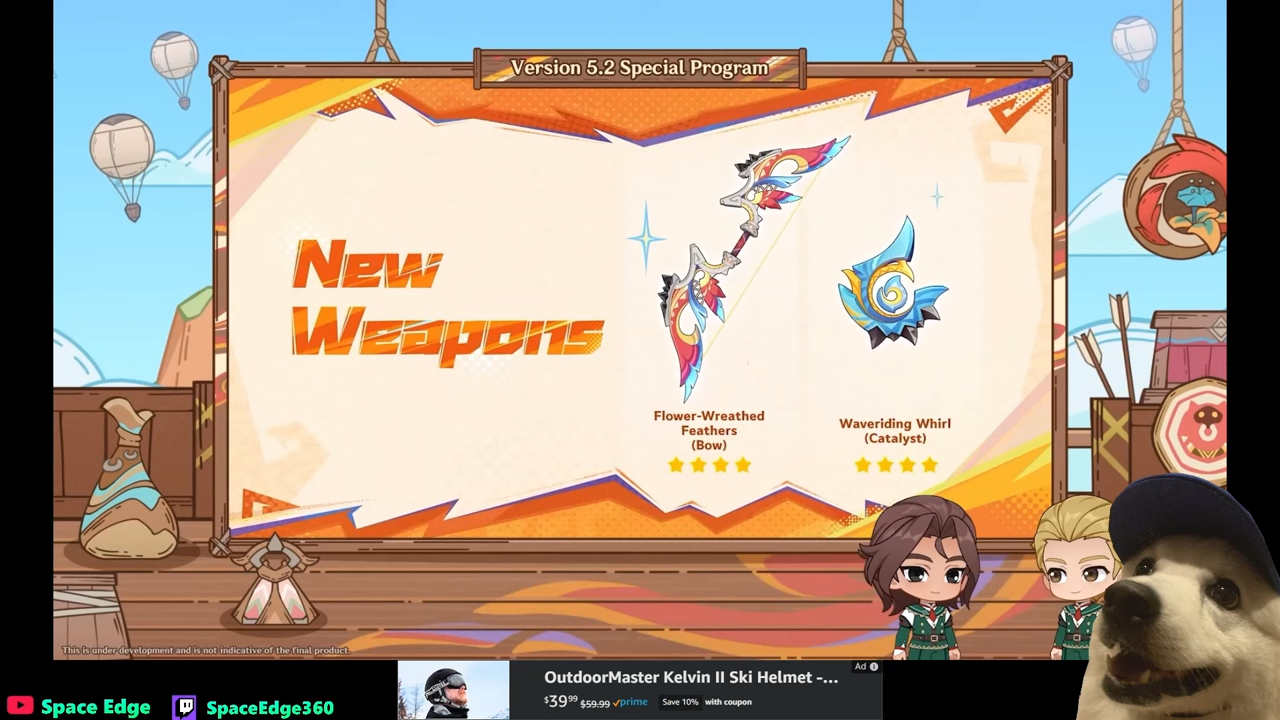 Version 5.2 Special Program
New
Weapons
Flower-Wreathed
Feathers
(Bow)
Waveriding Whirl
(Catalyst)
This is under development and is not indicative of the final product.
Ad
OutdoorMaster Kelvin II Ski Helmet -...
$39.99 $59.99 prime Save 10% with coupon
Space Edge
SpaceEdge360